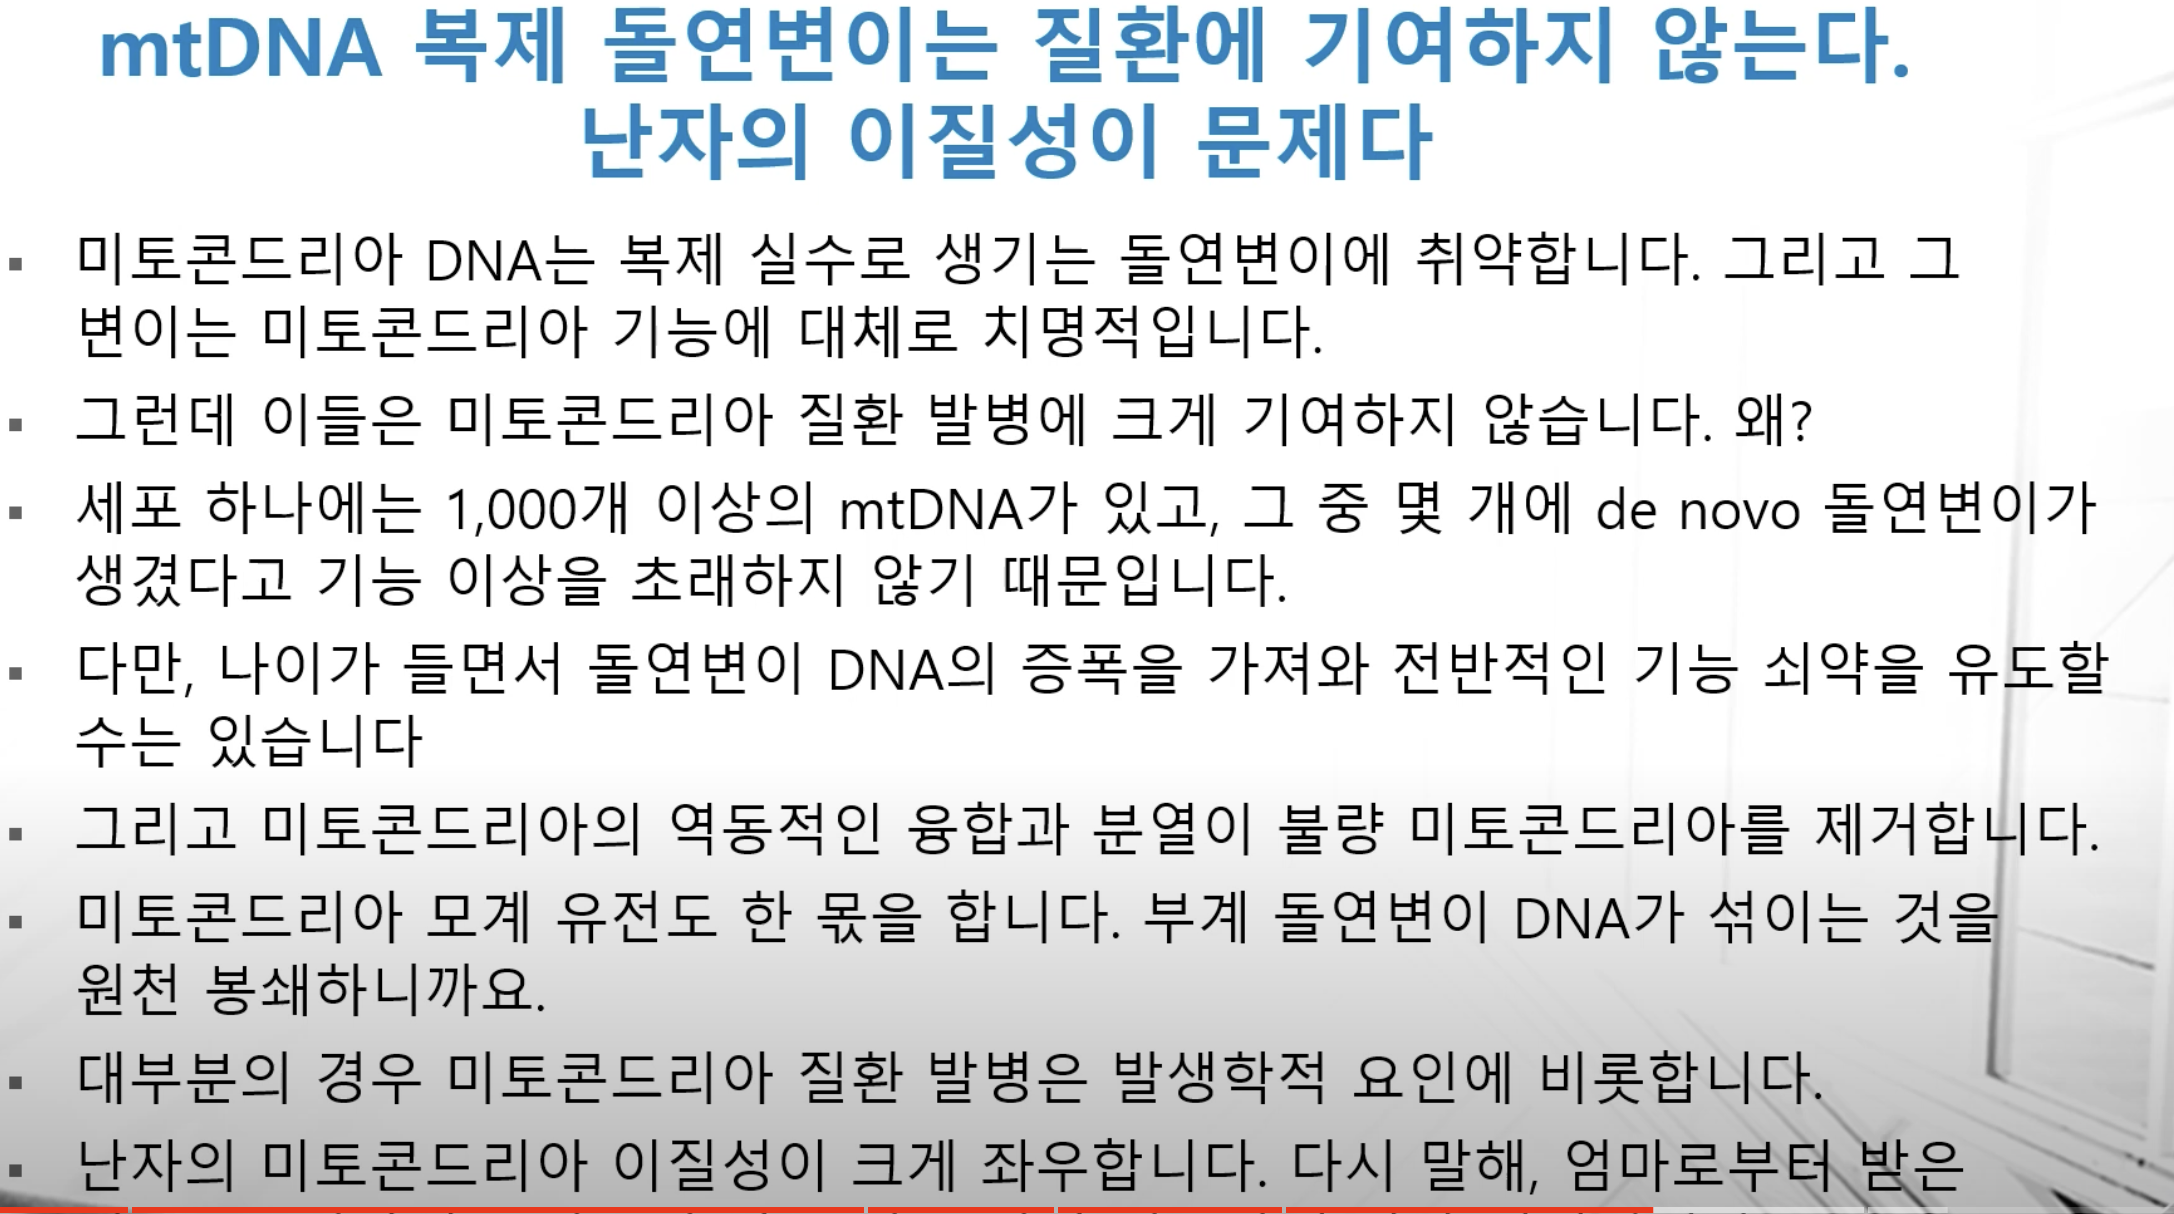 mtDNA 복제 돌연변이는 질환에 기여하지 않는다.
난자의 이질성이 문제다
▪ 미토콘드리아 DNA는 복제 실수로 생기는 돌연변이에 취약합니다. 그리고 그
변이는 미토콘드리아 기능에 대체로 치명적입니다.
▪ 그런데 이들은 미토콘드리아 질환 발병에 크게 기여하지 않습니다. 왜?
▪ 세포 하나에는 1,000개 이상의 mtDNA가 있고, 그 중 몇 개에 de novo 돌연변이가
생겼다고 기능 이상을 초래하지 않기 때문입니다.
▪ 다만, 나이가 들면서 돌연변이 DNA의 증폭을 가져와 전반적인 기능 쇠약을 유도할
수는 있습니다
▪ 그리고 미토콘드리아의 역동적인 융합과 분열이 불량 미토콘드리아를 제거합니다.
▪ 미토콘드리아 모계 유전도 한 몫을 합니다. 부계 돌연변이 DNA가 섞이는 것을
원천 봉쇄하니까요.
▪ 대부분의 경우 미토콘드리아 질환 발병은 발생학적 요인에 비롯합니다.
▪ 난자의 미토콘드리아 이질성이 크게 좌우합니다. 다시 말해, 엄마로부터 받은